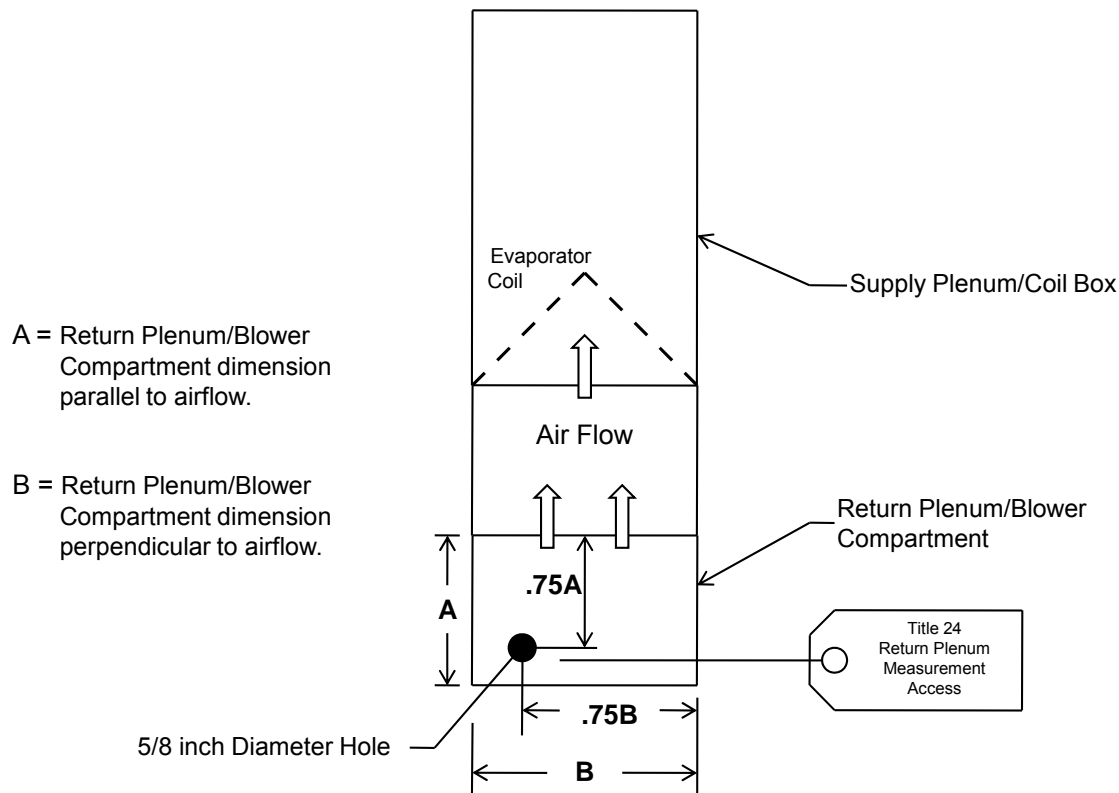 Evaporator
Coil
Supply Plenum/Coil Box
A = Return Plenum/Blower
Compartment dimension
parallel to airflow.
Air Flow
B = Return Plenum/Blower
Compartment dimension
perpendicular to airflow.
Return Plenum/Blower
Compartment
.75A
A
Title 24
Return Plenum
Measurement
Access
.75B
5/8 inch Diameter Hole
B